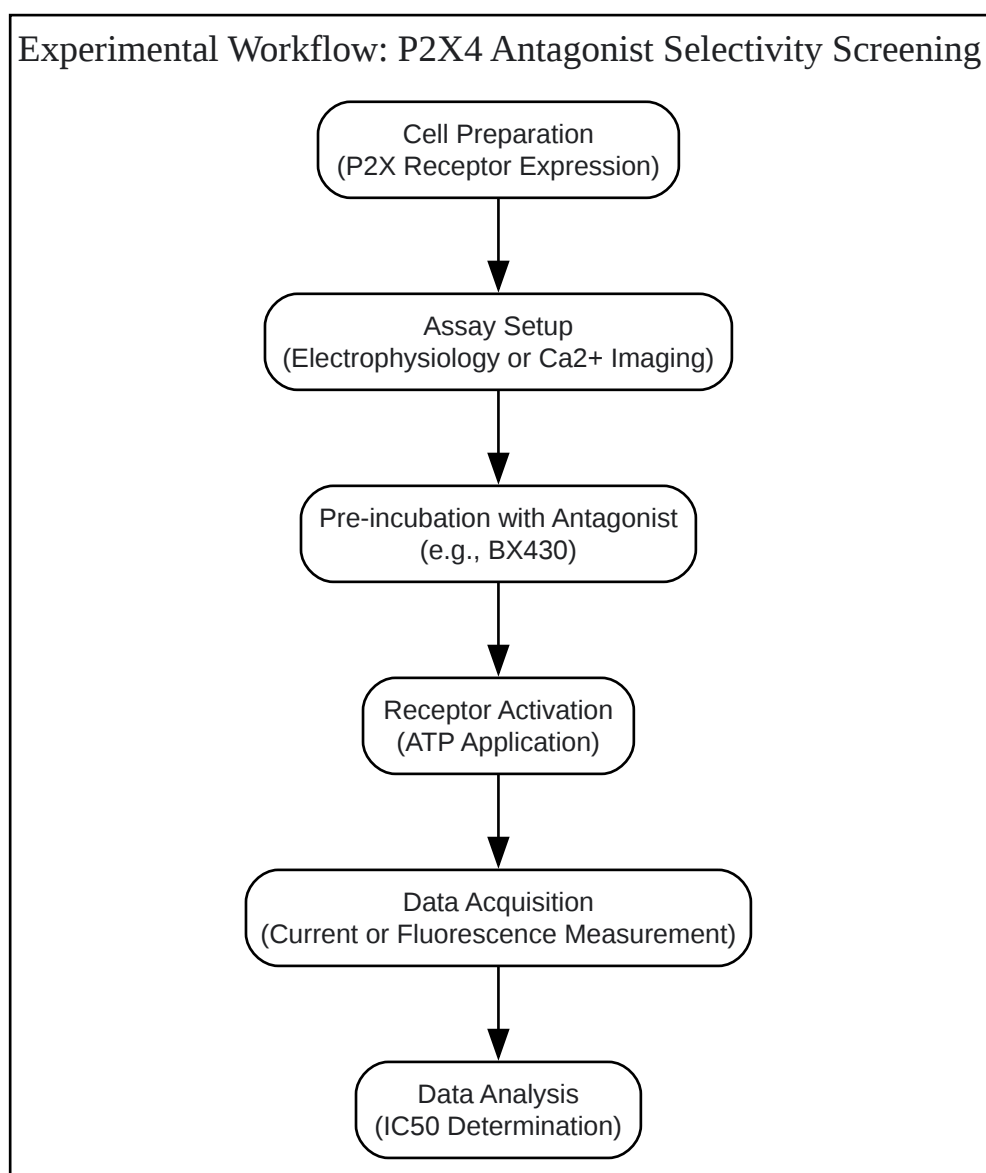 Experimental Workflow: P2X4 Antagonist Selectivity Screening
Cell Preparation
(P2X Receptor Expression)
Assay Setup
(Electrophysiology or Ca2+ Imaging)
Pre-incubation with Antagonist
(e.g., BX430)
Receptor Activation
(ATP Application)
Data Acquisition
(Current or Fluorescence Measurement)
Data Analysis
(IC50 Determination)